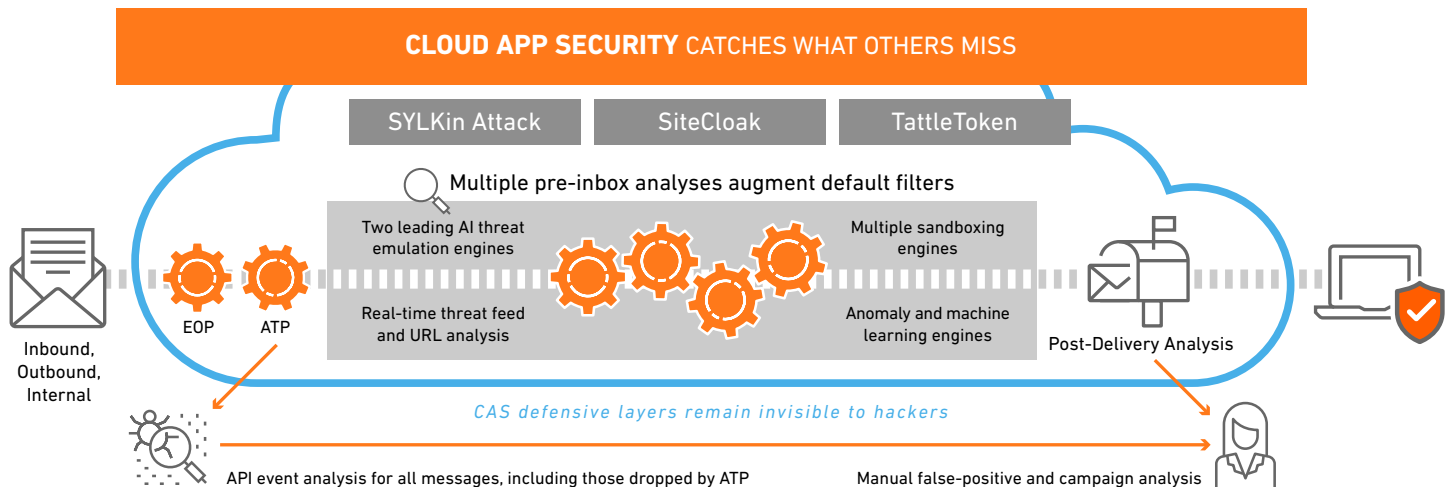 CLOUD APP SECURITY CATCHES WHAT OTHERS MISS
SYLKin Attack
SiteCloak
TattleToken
Multiple pre-inbox analyses augment default filters
Two leading AI threat
emulation engines
Multiple sandboxing
engines
Real-time threat feed
and URL analysis
Anomaly and machine
learning engines
EOP
ATP
Inbound,
Outbound,
Internal
Post-Delivery Analysis
CAS defensive layers remain invisible to hackers
API event analysis for all messages, including those dropped by ATP
Manual false-positive and campaign analysis